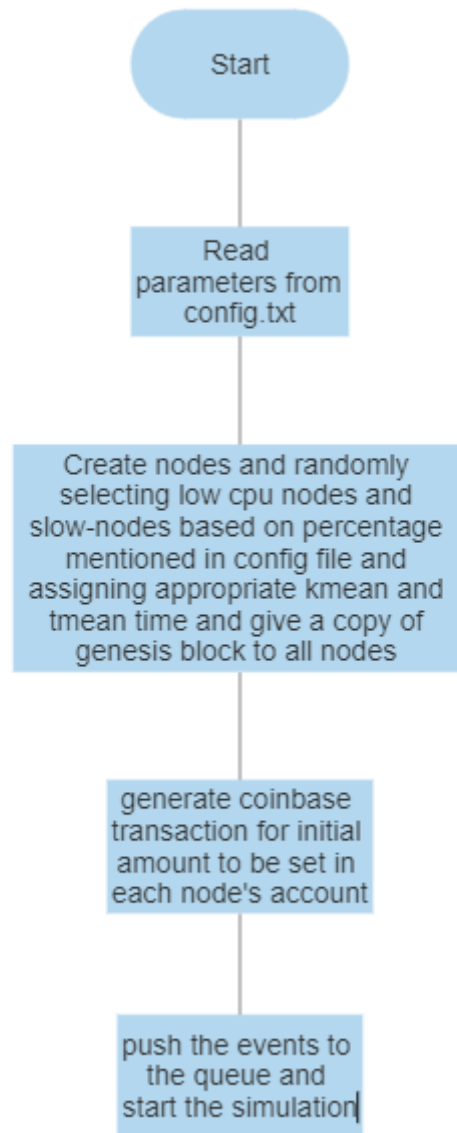 Start
Read
parameters from
config.txt
Create nodes and randomly
selecting low cpu nodes and
slow-nodes based on percentage
mentioned in config file and
assigning appropriate kmean and
tmean time and give a copy of
genesis block to all nodes
generate coinbase
transaction for initial
amount to be set in
each node's account
push the events to
the queue and
start the simulation